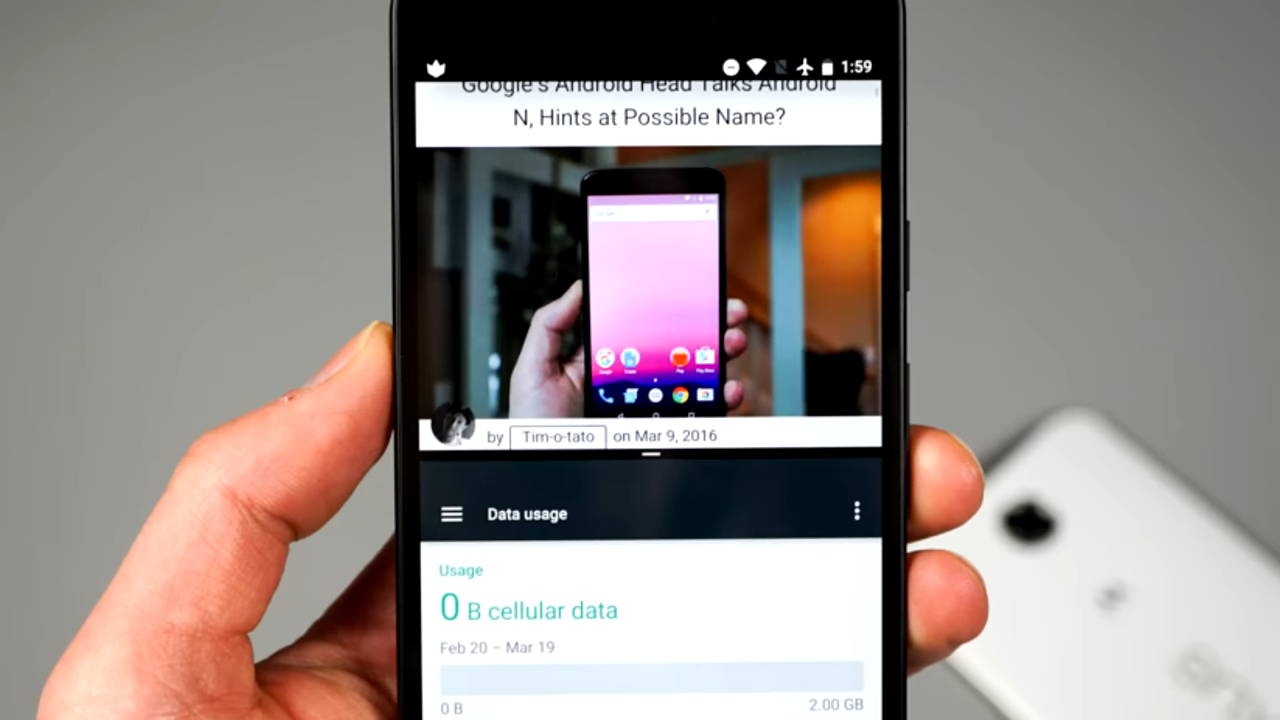 1:59
Google's Android Head Talks Android
N, Hints at Possible Name?
by Tim-o-tato on Mar 9, 2016
Data usage
Usage
0 B cellular data
Feb 20 – Mar 19
0 B
2.00 GB